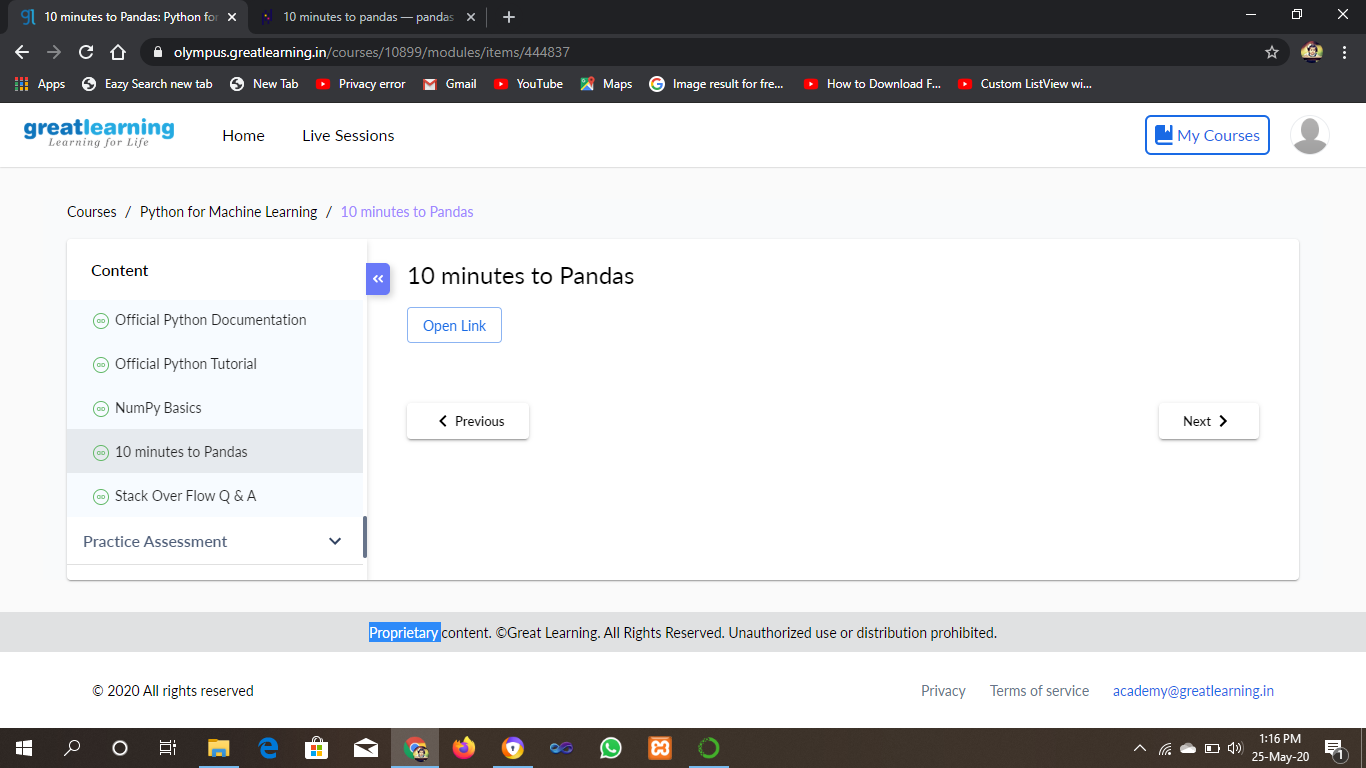 10 minutes to Pandas: Python for
10 minutes to pandas — pandas
olympus.greatlearning.in/courses/10899/modules/items/444837
Apps Eazy Search new tab New Tab Privacy error Gmail YouTube Maps Image result for fre... How to Download F... Custom ListView wi...
greatlearning
Learning for Life
Home Live Sessions My Courses
Courses / Python for Machine Learning / 10 minutes to Pandas
Content
Official Python Documentation
Official Python Tutorial
NumPy Basics
10 minutes to Pandas
Stack Over Flow Q & A
Practice Assessment
10 minutes to Pandas
Open Link
Previous Next
Proprietary content. ©Great Learning. All Rights Reserved. Unauthorized use or distribution prohibited.
© 2020 All rights reserved Privacy Terms of service academy@greatlearning.in
1:16 PM
25-May-20
1